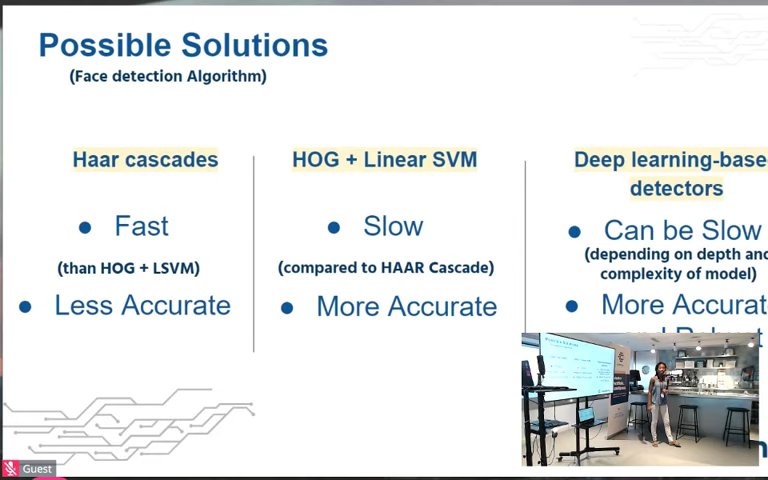 Possible Solutions
(Face detection Algorithm)
Haar cascades
● Fast
(than HOG + LSVM)
● Less Accurate
HOG + Linear SVM
● Slow
(compared to HAAR Cascade)
● More Accurate
Deep learning-base
detectors
● Can be Slow
(depending on depth and
complexity of model)
● More Accurat
Guest